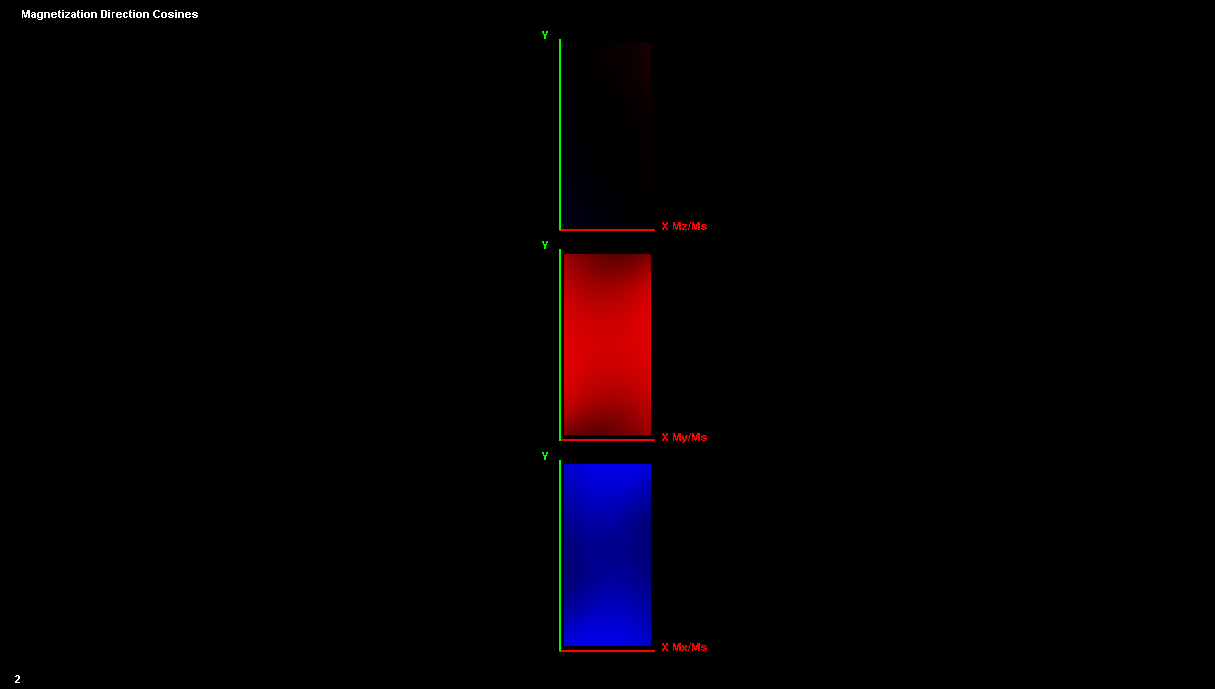 Magnetization Direction Cosines
Y
X Mz/Ms
Y
X My/Ms
Y
X Mx/Ms
2